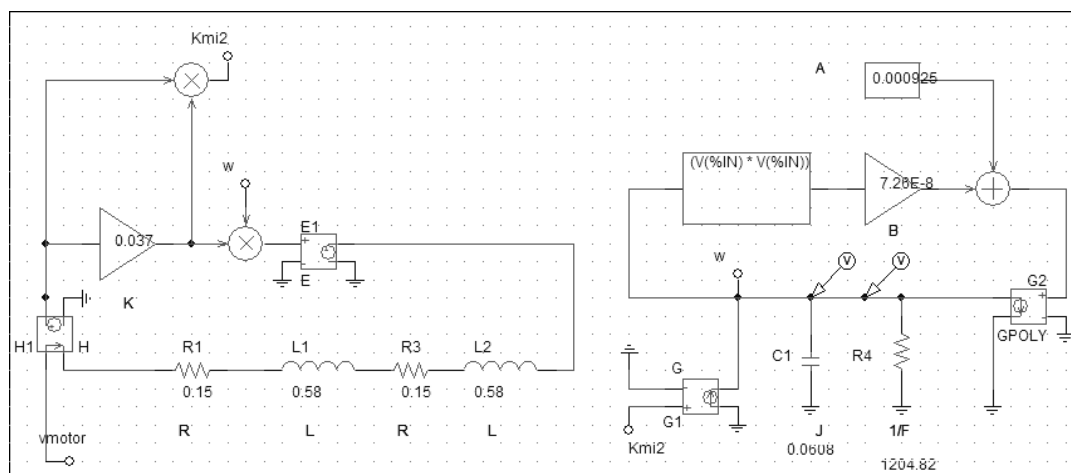 Kmi2
A
0.000925
w
(V(%IN) * V(%IN))
7.26E-8
0.037
E1
B
E
w
V
V
G2
K
H1
H
R1
L1
R3
L2
GPOLY
C1
R4
G
0.15
0.58
0.15
0.58
G1
vmotor
R
L
R
L
Kmi2
J
1/F
0.0608
1204.82